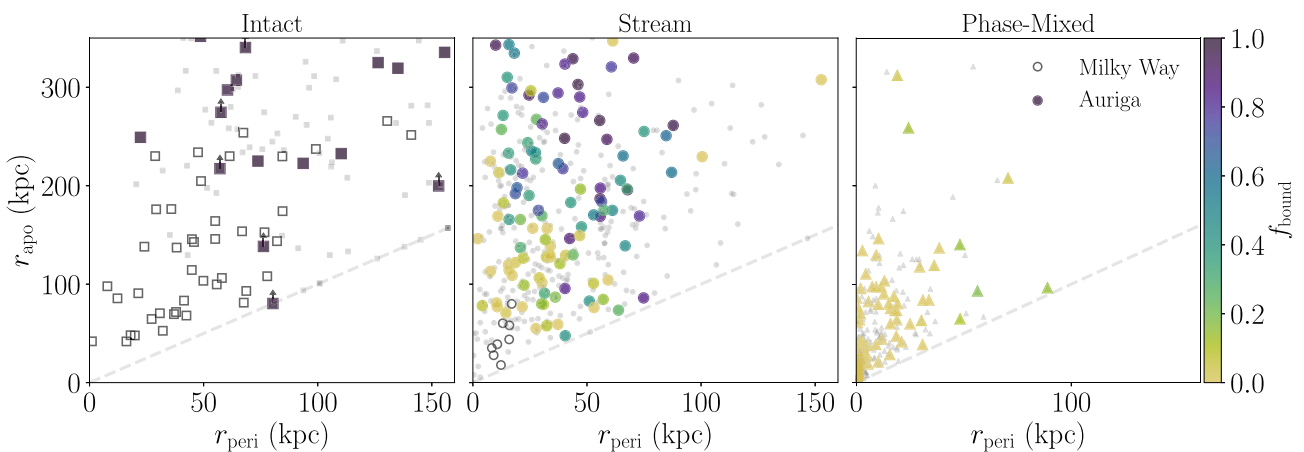 Intact
Stream
Phase-Mixed
300
200
100
0
r_apo (kpc)
0
50
100
150
r_peri (kpc)
0
50
100
150
r_peri (kpc)
Milky Way
Auriga
0
100
r_peri (kpc)
1.0
0.8
0.6
0.4
0.2
0.0
f_bound